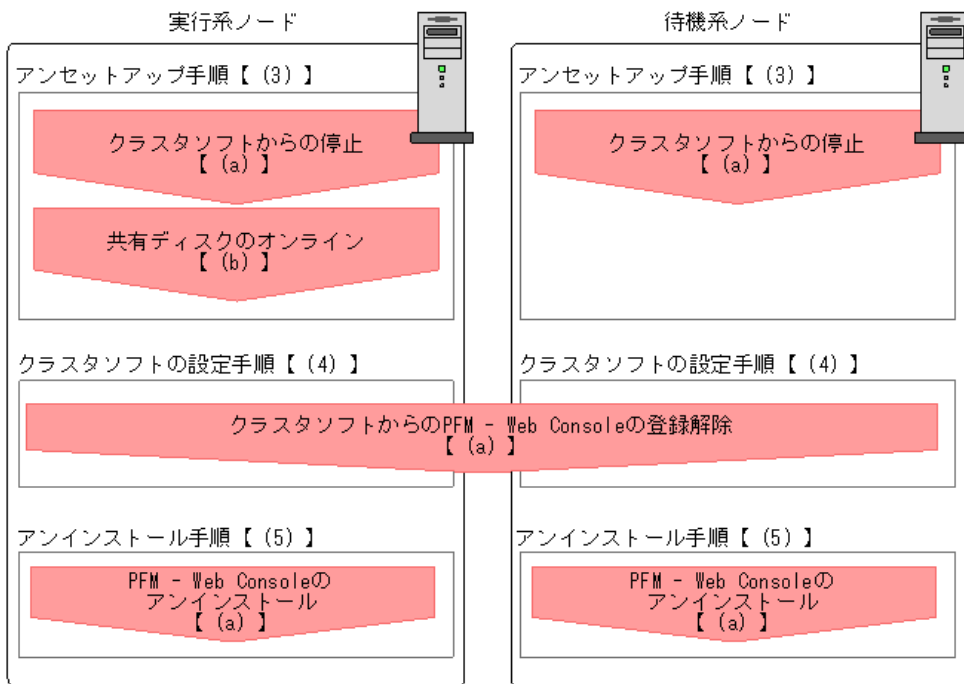 実行系ノード
待機系ノード
アンセットアップ手順【 (3) 】
アンセットアップ手順【 (3) 】
クラスタソフトからの停止
【 (a) 】
クラスタソフトからの停止
【 (a) 】
共有ディスクのオンライン
【 (b) 】
クラスタソフトの設定手順【 (4) 】
クラスタソフトの設定手順【 (4) 】
クラスタソフトからのPFM - Web Consoleの登録解除
【 (a) 】
アンインストール手順【 (5) 】
アンインストール手順【 (5) 】
PFM - Web Consoleの
アンインストール
【 (a) 】
PFM - Web Consoleの
アンインストール
【 (a) 】